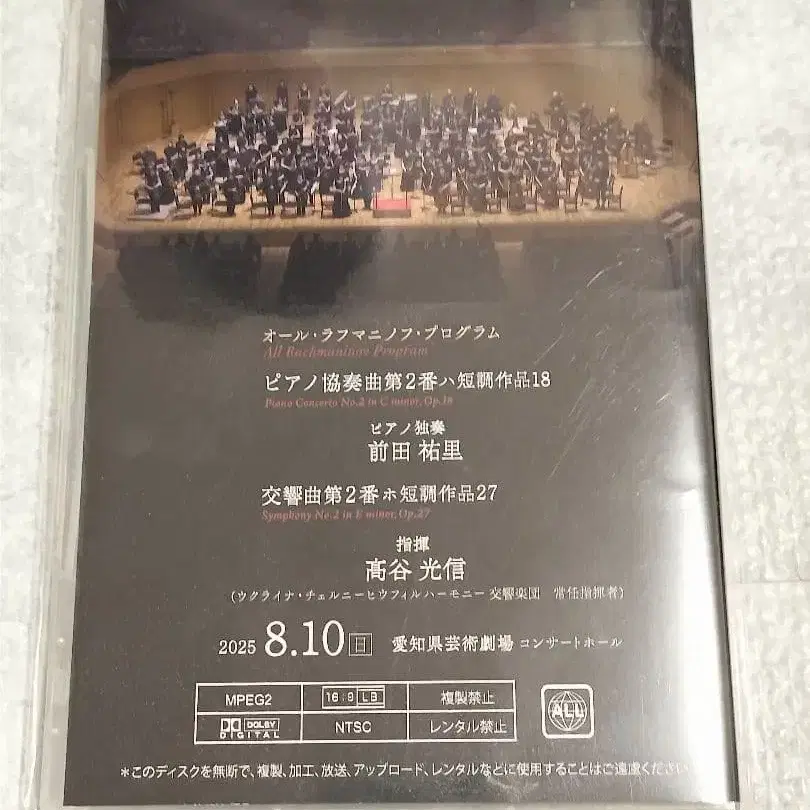 オール・ラフマニノフ・プログラム
All Rachmaninov Program
ピアノ協奏曲第2番ハ短調作品18
Piano Concerto No.2 in C minor, Op.18
ピアノ独奏
前田 祐里
交響曲第2番ホ短調作品27
Symphony No.2 in E minor, Op.27
指揮
髙谷 光信
(ウクライナ・チェルニーヒウフィルハーモニー交響楽団 常任指揮者)
2025 8.10 日 愛知県芸術劇場 コンサートホール
MPEG2 16:9 LB 複製禁止
DOLBY DIGITAL NTSC レンタル禁止
ALL
*このディスクを無断で、複製、加工、放送、アップロード、レンタルなどに使用することはご遠慮ください